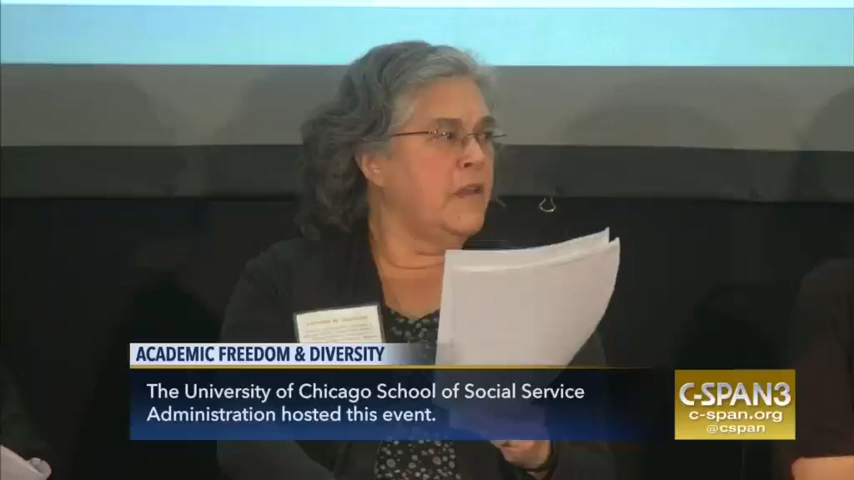 ACADEMIC FREEDOM & DIVERSITY
The University of Chicago School of Social Service
Administration hosted this event.
C-SPAN3
c-span.org
@cspan